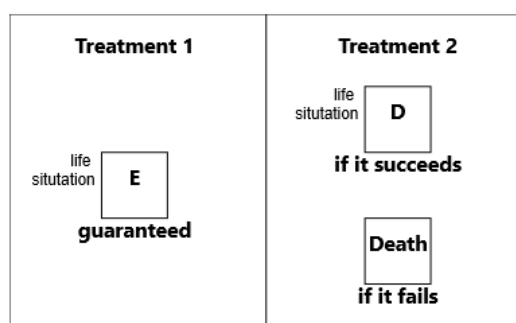 Treatment 1
life
situtation
E
guaranteed
Treatment 2
life
situtation
D
if it succeeds
Death
if it fails